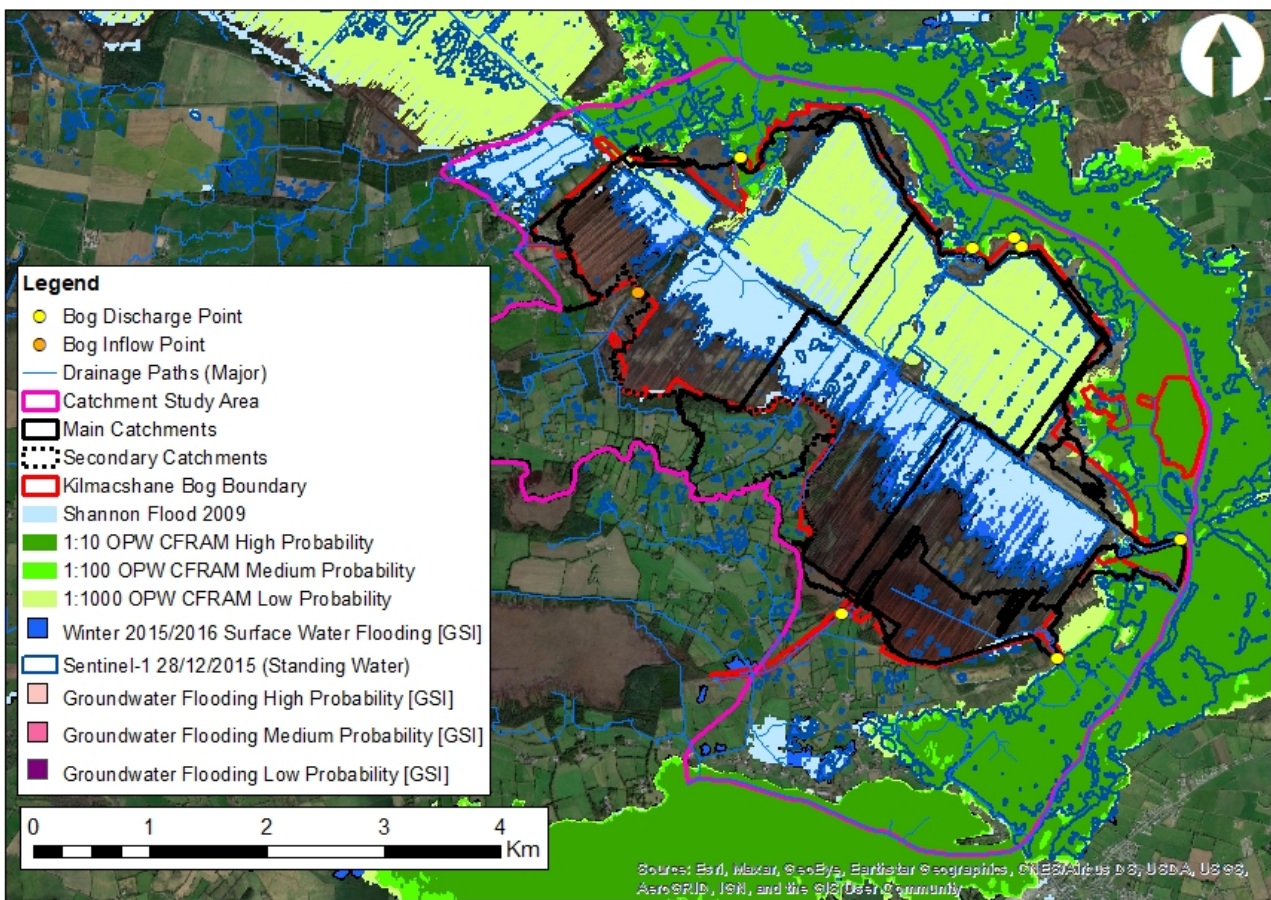 Legend
Bog Discharge Point
Bog Inflow Point
Drainage Paths (Major)
Catchment Study Area
Main Catchments
Secondary Catchments
Kilmacshane Bog Boundary
Shannon Flood 2009
1:10 OPW CFRAM High Probability
1:100 OPW CFRAM Medium Probability
1:1000 OPW CFRAM Low Probability
Winter 2015/2016 Surface Water Flooding [GSI]
Sentinel-1 28/12/2015 (Standing Water)
Groundwater Flooding High Probability [GSI]
Groundwater Flooding Medium Probability [GSI]
Groundwater Flooding Low Probability [GSI]
0 1 2 3 4
Km
Source: Esri, Maxar, GeoEye, Earthstar Geographics, CNES/Airbus DS, USDA, USGS,
AeroGRID, IGN, and the GIS User Community